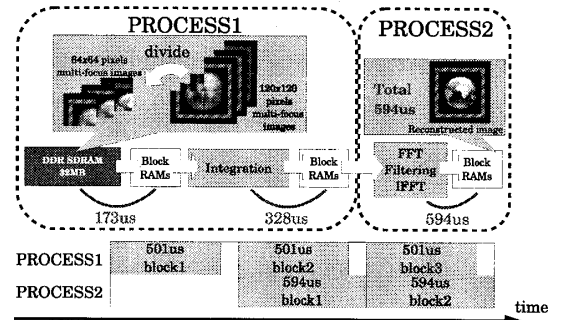 PROCESS1
PROCESS2
divide
64x64 pixels
multi-focus images
120x120
pixels
multi-focus
images
Total
594us
Reconstructed image
DDR SDRAM
32MB
Block
RAMs
Integration
Block
RAMs
FFT
Filtering
IFFT
Block
RAMs
173us
328us
594us
PROCESS1
501us
block1
501us
block2
501us
block3
PROCESS2
594us
block1
594us
block2
time